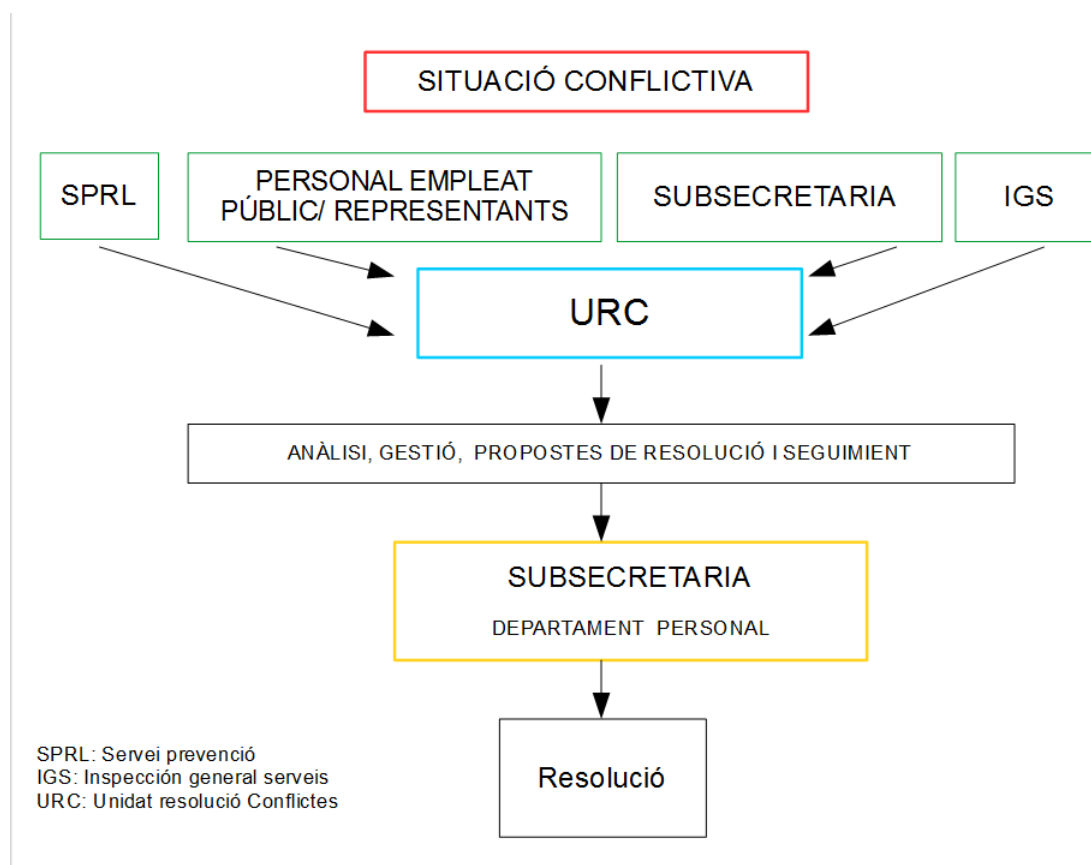 SITUACIÓ CONFLICTIVA
SPRL
PERSONAL EMPLEAT
PÚBLIC/ REPRESENTANTS
SUBSECRETARIA
IGS
URC
ANÀLISI, GESTIÓ, PROPOSTES DE RESOLUCIÓ I SEGUIMIENT
SUBSECRETARIA
DEPARTAMENT PERSONAL
Resolució
SPRL: Servei prevenció
IGS: Inspección general serveis
URC: Unidat resolució Conflictes